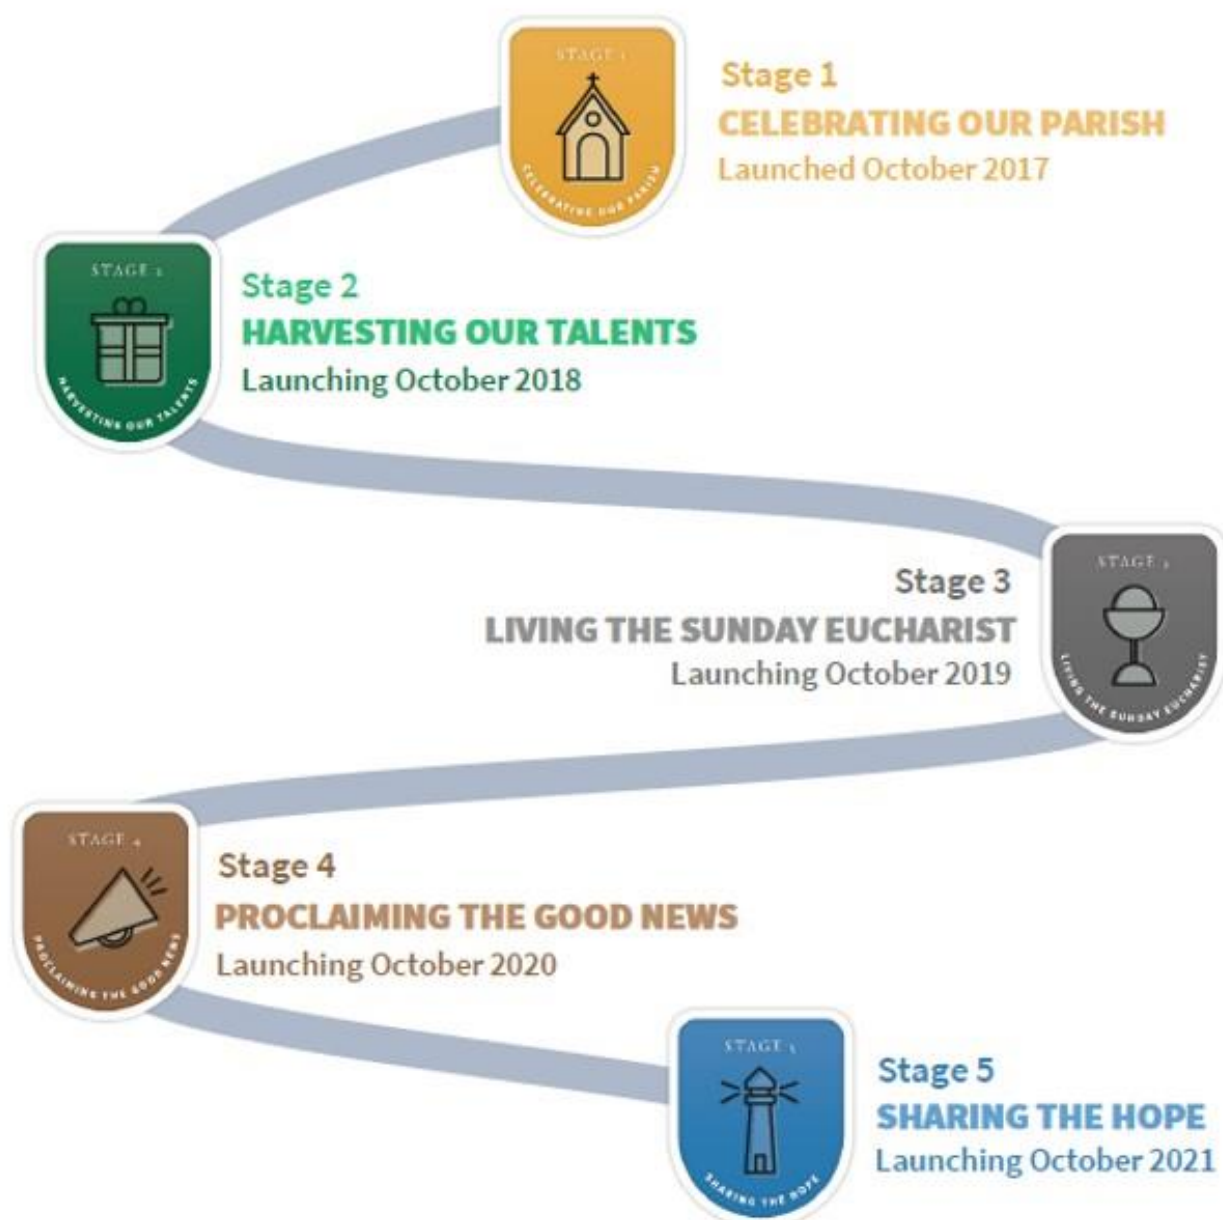 STAGE 1
CELEBRATING OUR PARISH
Stage 1
CELEBRATING OUR PARISH
Launched October 2017
STAGE 2
HARVESTING OUR TALENTS
Stage 2
HARVESTING OUR TALENTS
Launching October 2018
STAGE 3
LIVING THE SUNDAY EUCHARIST
Stage 3
LIVING THE SUNDAY EUCHARIST
Launching October 2019
STAGE 4
PROCLAIMING THE GOOD NEWS
Stage 4
PROCLAIMING THE GOOD NEWS
Launching October 2020
STAGE 5
SHARING THE HOPE
Stage 5
SHARING THE HOPE
Launching October 2021